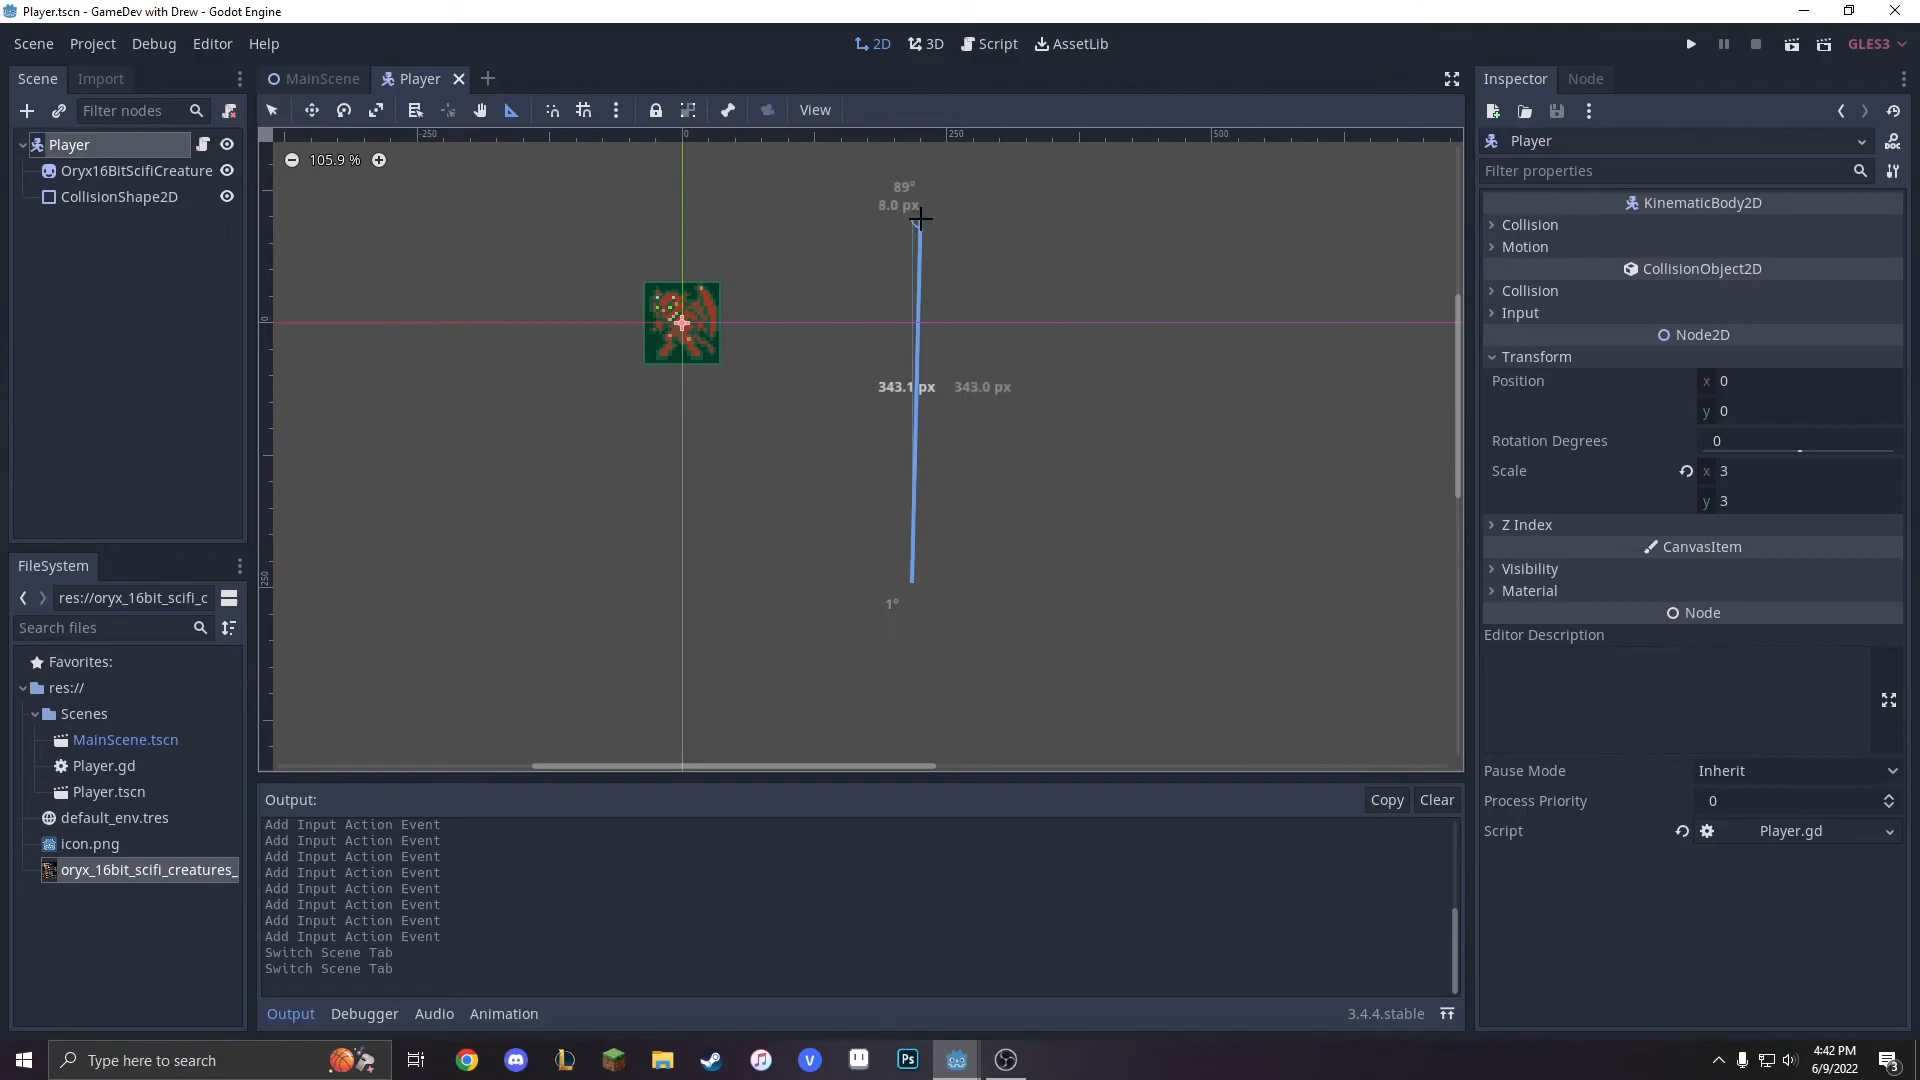 Player.tscn - GameDev with Drew - Godot Engine
Scene Project Debug Editor Help
2D 3D Script AssetLib
GLES3
Scene Import
MainScene Player
Inspector Node
Filter nodes
View
Player
Oryx16BitScifiCreature
CollisionShape2D
-250 0 250 500
105.9 %
0
250
89°
8.0 px
343.1 px 343.0 px
1°
Player
Filter properties
KinematicBody2D
Collision
Motion
CollisionObject2D
Collision
Input
Node2D
Transform
Position x 0
y 0
Rotation Degrees 0
Scale x 3
y 3
Z Index
CanvasItem
Visibility
Material
Node
Editor Description
Pause Mode Inherit
Process Priority 0
Script Player.gd
FileSystem
res://oryx_16bit_scifi_c
Search files
Favorites:
res://
Scenes
MainScene.tscn
Player.gd
Player.tscn
default_env.tres
icon.png
oryx_16bit_scifi_creatures_
Output:
Copy Clear
Add Input Action Event
Add Input Action Event
Add Input Action Event
Add Input Action Event
Add Input Action Event
Add Input Action Event
Add Input Action Event
Add Input Action Event
Switch Scene Tab
Switch Scene Tab
Output Debugger Audio Animation
3.4.4.stable
Type here to search
Ps
4:42 PM
6/9/2022
3